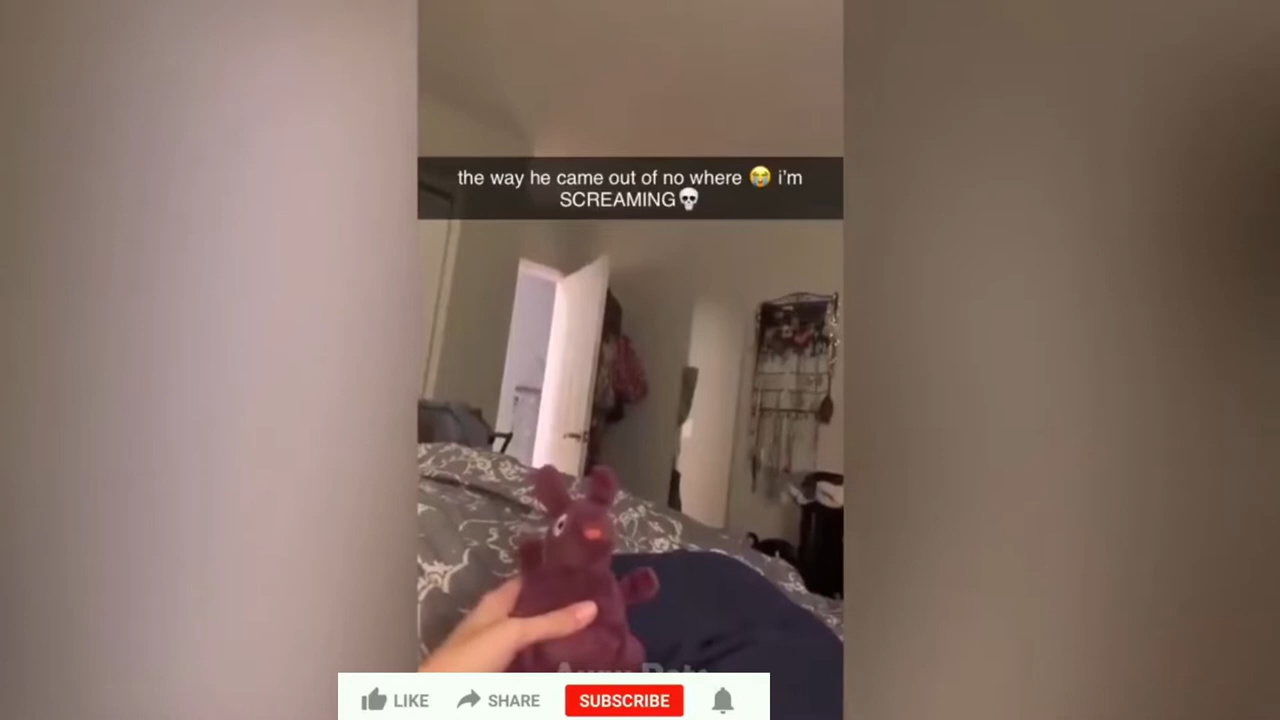 the way he came out of no where 😭 i'm
SCREAMING💀
LIKE SHARE SUBSCRIBE